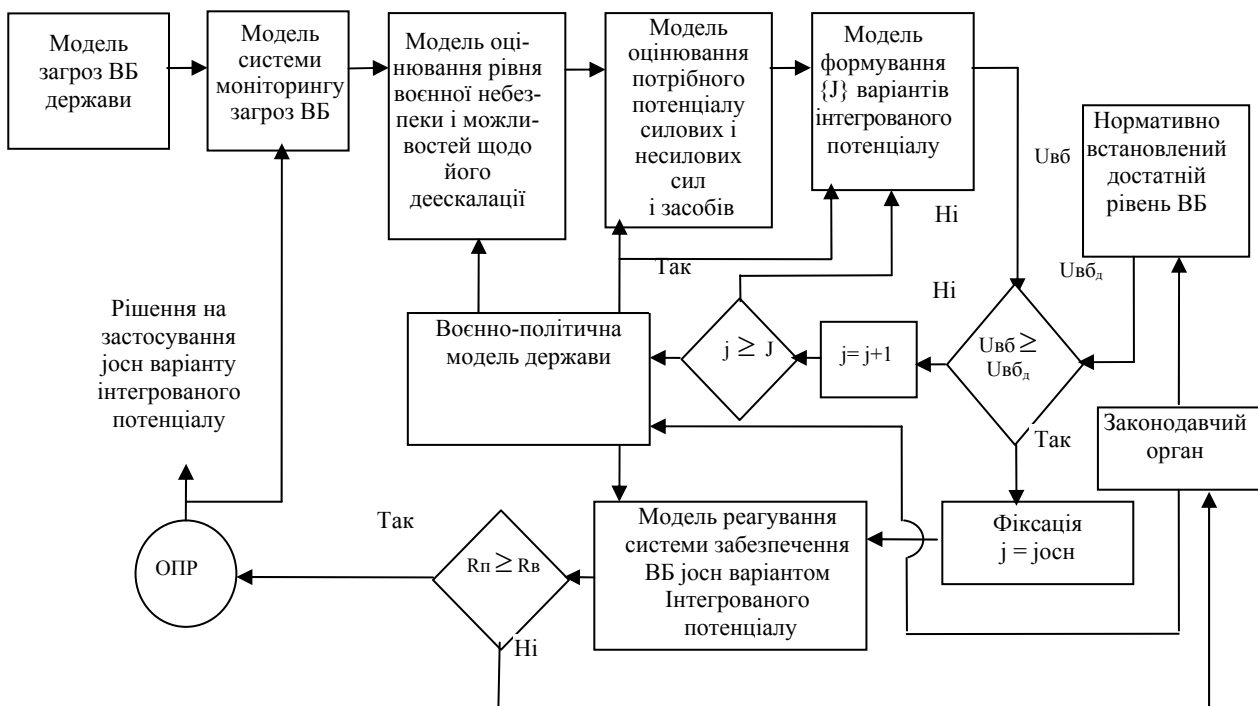 Модель
загроз ВБ
держави
Модель
системи
моніторингу
загроз ВБ
Модель оці-
нювання рівня
воєнної небез-
пеки і можли-
востей щодо
його
деескалації
Модель
оцінювання
потрібного
потенціалу
силових і
несилових
сил
і засобів
Модель
формування
{J} варіантів
інтегрованого
потенціалу
Uвб
Нормативно
встановлений
достатній
рівень ВБ
Ні
Так
Uвбд
Ні
Рішення на
застосування
jосн варіанту
інтегрованого
потенціалу
Воєнно-політична
модель держави
j ≥ J
j= j+1
Uвб ≥
Uвбд
Так
Законодавчий
орган
Так
Модель реагування
системи забезпечення
ВБ jосн варіантом
Інтегрованого
потенціалу
Фіксація
j = jосн
ОПР
Rп ≥ Rв
Ні